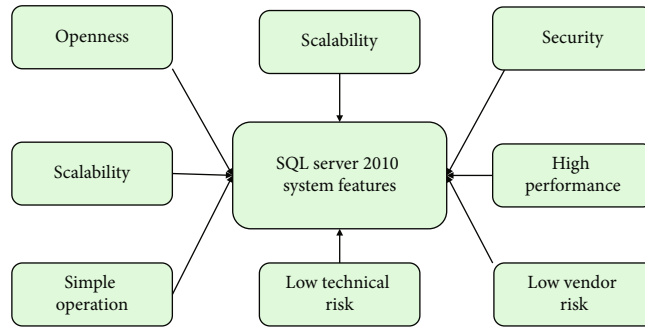 Openness
Scalability
Security
Scalability
SQL server 2010
system features
High
performance
Simple
operation
Low technical
risk
Low vendor
risk